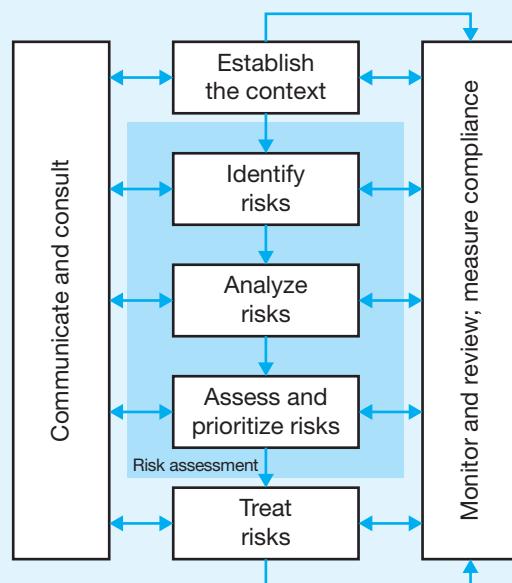 Establish
the context
Communicate and consult
Monitor and review; measure compliance
Identify
risks
Analyze
risks
Assess and
prioritize risks
Risk assessment
Treat
risks